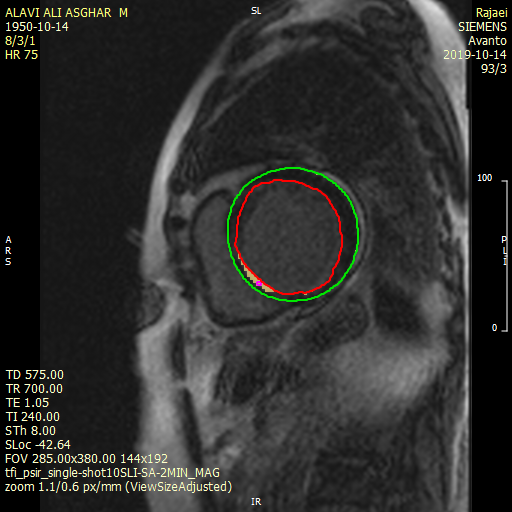 ALAVI ALI ASGHAR M
1950-10-14
8/3/1
HR 75
SL
Rajaei
SIEMENS
Avanto
2019-10-14
93/3
100
A
R
S
P
L
I
0
TD 575.00
TR 700.00
TE 1.05
TI 240.00
STh 8.00
SLoc -42.64
FOV 285.00x380.00 144x192
tfi_psir_single-shot10SLI-SA-2MIN_MAG
zoom 1.1/0.6 px/mm (ViewSizeAdjusted)
IR